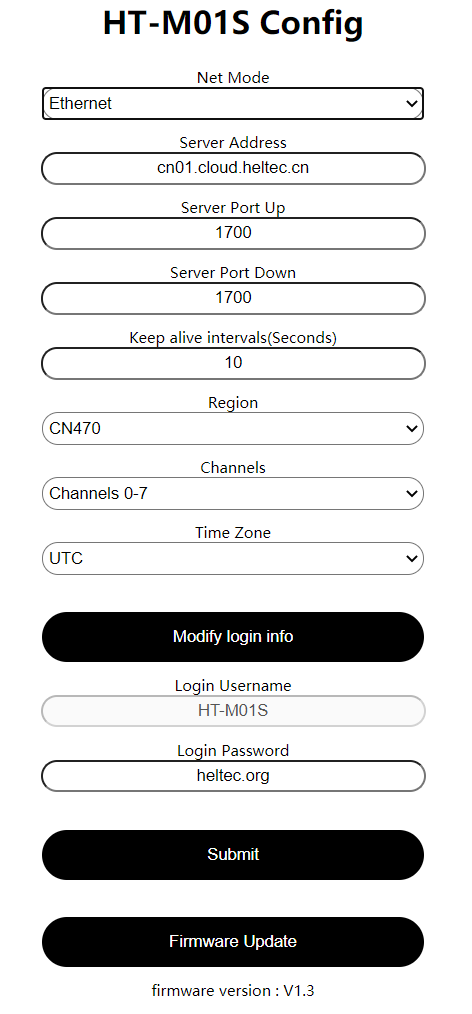 HT-M01S Config
Net Mode
Ethernet
Server Address
cn01.cloud.heltec.cn
Server Port Up
1700
Server Port Down
1700
Keep alive intervals(Seconds)
10
Region
CN470
Channels
Channels 0-7
Time Zone
UTC
Modify login info
Login Username
HT-M01S
Login Password
heltec.org
Submit
Firmware Update
firmware version : V1.3